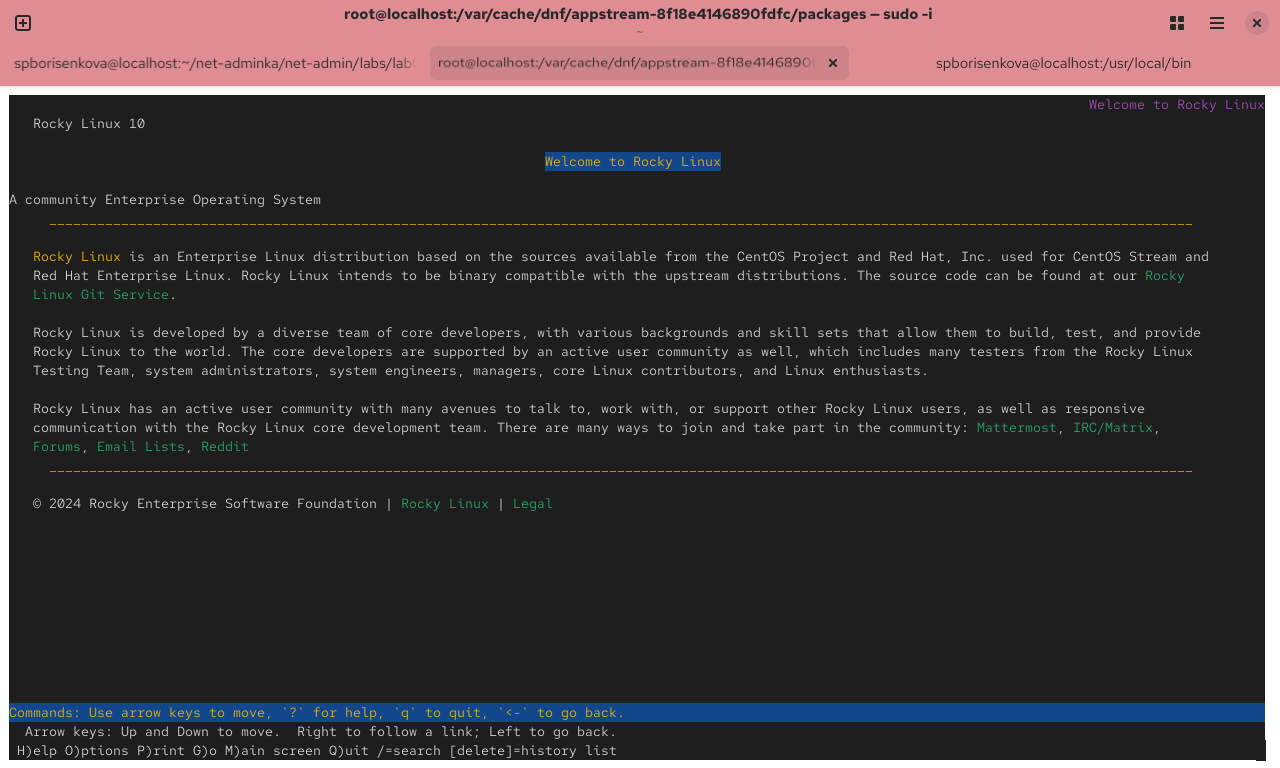 root@localhost:/var/cache/dnf/appstream-8f18e4146890fdfc/packages — sudo -i
~
spborisenkova@localhost:~/net-adminka/net-admin/labs/lab
root@localhost:/var/cache/dnf/appstream-8f18e4146890f
spborisenkova@localhost:/usr/local/bin
Welcome to Rocky Linux
Rocky Linux 10
Welcome to Rocky Linux
A community Enterprise Operating System
Rocky Linux is an Enterprise Linux distribution based on the sources available from the CentOS Project and Red Hat, Inc. used for CentOS Stream and
Red Hat Enterprise Linux. Rocky Linux intends to be binary compatible with the upstream distributions. The source code can be found at our Rocky
Linux Git Service.
Rocky Linux is developed by a diverse team of core developers, with various backgrounds and skill sets that allow them to build, test, and provide
Rocky Linux to the world. The core developers are supported by an active user community as well, which includes many testers from the Rocky Linux
Testing Team, system administrators, system engineers, managers, core Linux contributors, and Linux enthusiasts.
Rocky Linux has an active user community with many avenues to talk to, work with, or support other Rocky Linux users, as well as responsive
communication with the Rocky Linux core development team. There are many ways to join and take part in the community: Mattermost, IRC/Matrix,
Forums, Email Lists, Reddit
© 2024 Rocky Enterprise Software Foundation | Rocky Linux | Legal
Commands: Use arrow keys to move, '?' for help, 'q' to quit, '<-' to go back.
Arrow keys: Up and Down to move.  Right to follow a link; Left to go back.
H)elp O)ptions P)rint G)o M)ain screen Q)uit /=search [delete]=history list